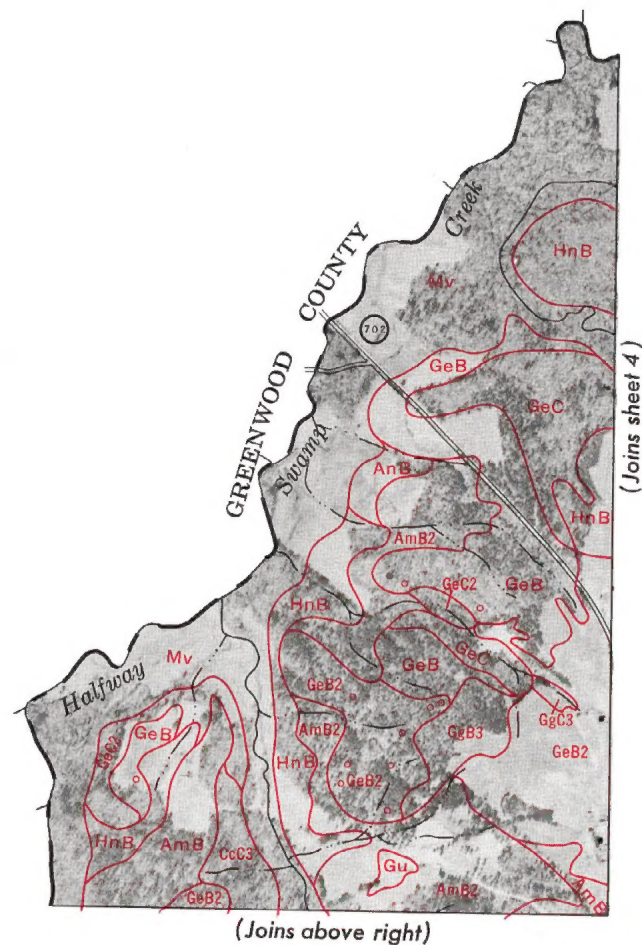 HnB
Creek
Mv
COUNTY
702
GREENWOOD
GeB
GeC
(Joins sheet 4)
Swamp
AnB
HnB
AmB2
GeB
GeC2
HnB
Mv
Halfway
GeB
GeC
GeB2
GgC3
GeB2
GeC2
GeB
AmB2
GgB3
HnB
GeB2
HnB
AmB
CcC3
Gu
GeB2
AmB2
AmB
(Joins above right)